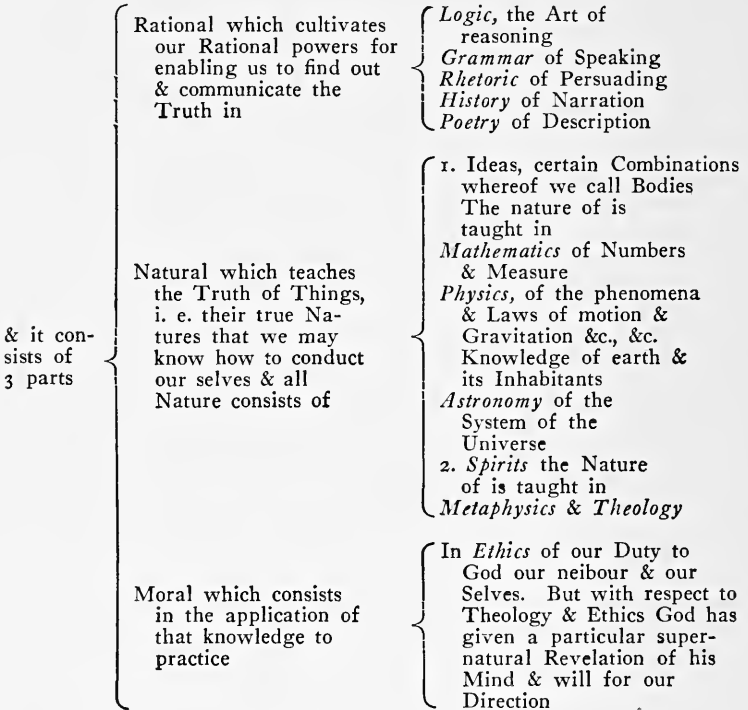 & it con-
sists of
3 parts
Rational which cultivates
our Rational powers for
enabling us to find out
& communicate the
Truth in
Logic, the Art of
reasoning
Grammar of Speaking
Rhetoric of Persuading
History of Narration
Poetry of Description
Natural which teaches
the Truth of Things,
i. e. their true Na-
tures that we may
know how to conduct
our selves & all
Nature consists of
1. Ideas, certain Combinations
whereof we call Bodies
The nature of is
taught in
Mathematics of Numbers
& Measure
Physics, of the phenomena
& Laws of motion &
Gravitation &c., &c.
Knowledge of earth &
its Inhabitants
Astronomy of the
System of the
Universe
2. Spirits the Nature
of is taught in
Metaphysics & Theology
Moral which consists
in the application of
that knowledge to
practice
In Ethics of our Duty to
God our neibour & our
Selves. But with respect to
Theology & Ethics God has
given a particular super-
natural Revelation of his
Mind & will for our
Direction